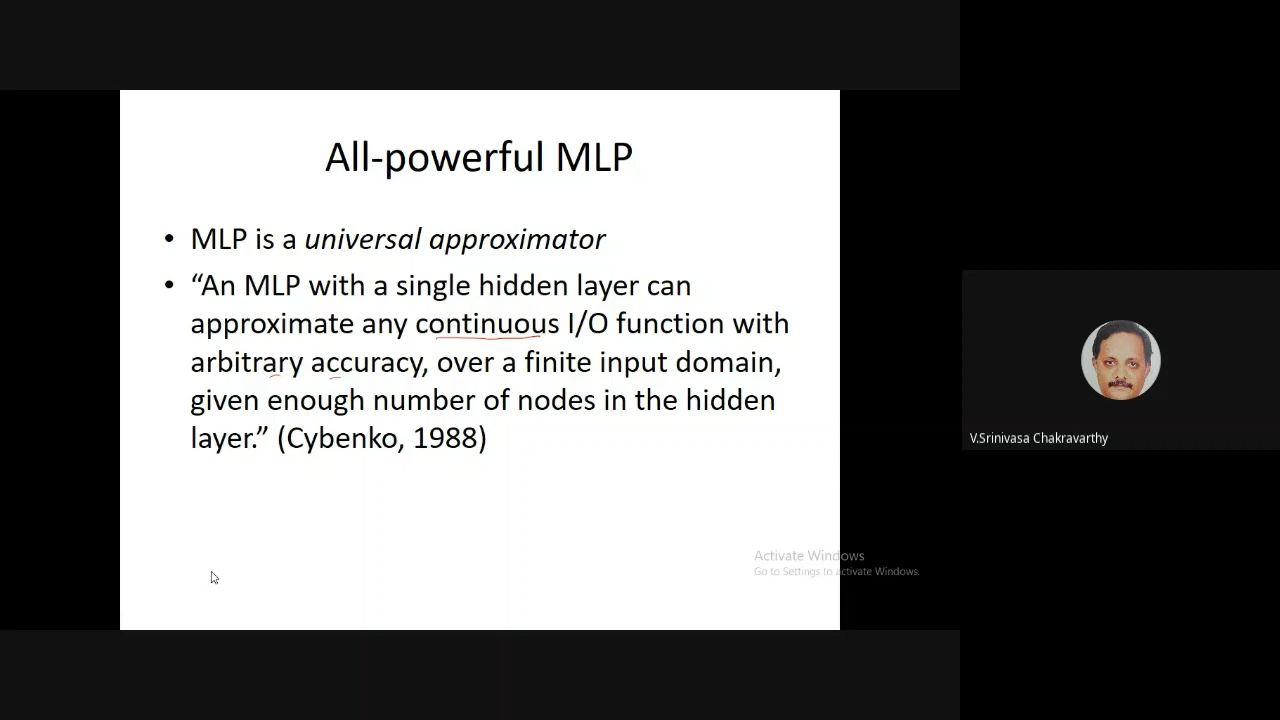 All-powerful MLP
• MLP is a universal approximator
• “An MLP with a single hidden layer can
approximate any continuous I/O function with
arbitrary accuracy, over a finite input domain,
given enough number of nodes in the hidden
layer.” (Cybenko, 1988)
Activate Windows
Go to Settings to activate Windows.
V.Srinivasa Chakravarthy